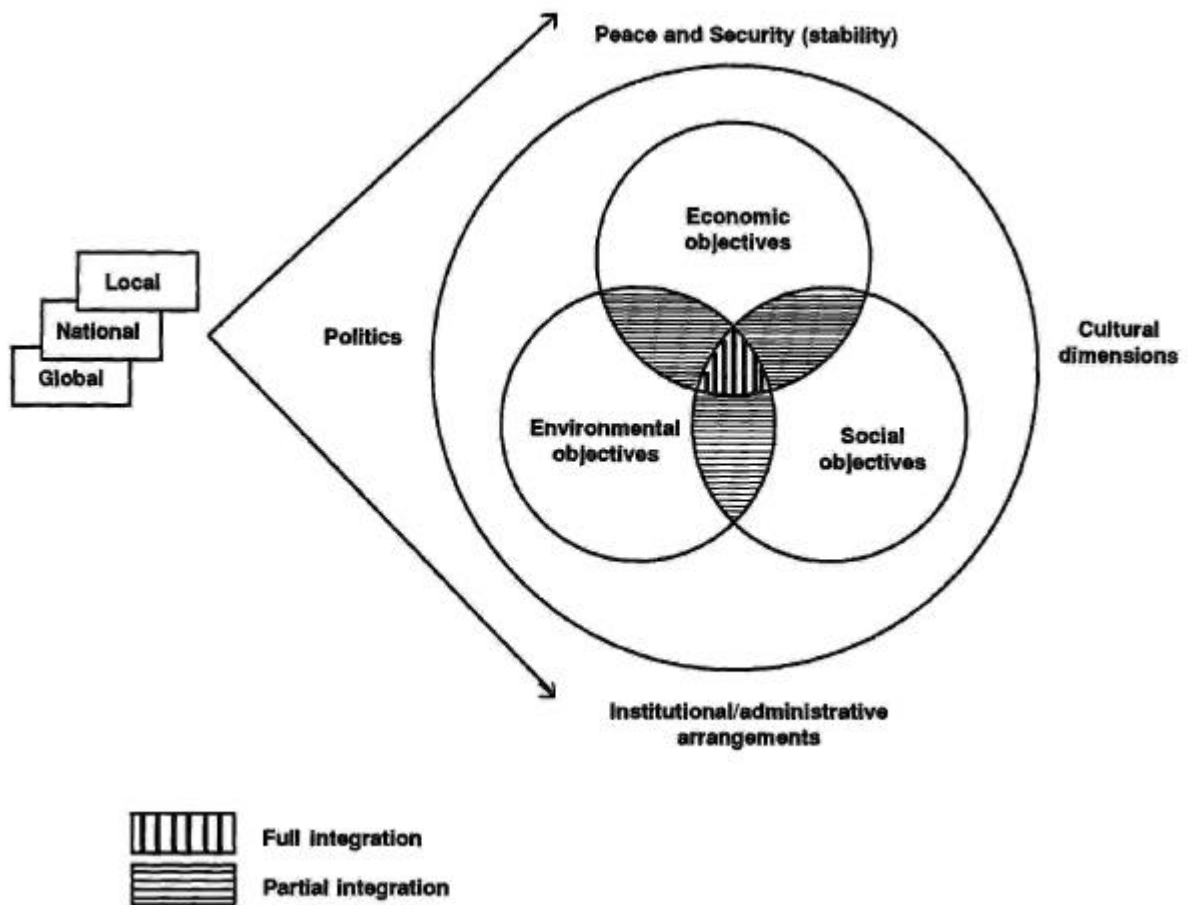 Peace and Security (stability)
Economic
objectives
Local
National
Global
Politics
Cultural
dimensions
Environmental
objectives
Social
objectives
Institutional/administrative
arrangements
Full integration
Partial integration